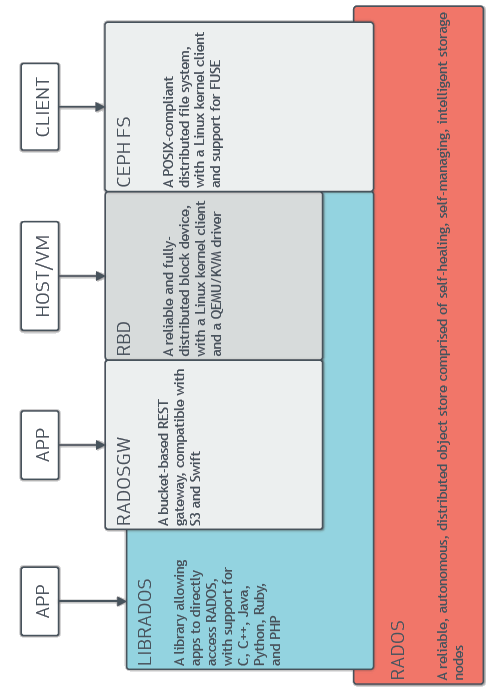 APP
APP
HOST/VM
CLIENT
LIBRADOS
A library allowing
apps to directly
access RADOS,
with support for
C, C++, Java,
Python, Ruby,
and PHP
RADOSGW
A bucket-based REST
gateway, compatible with
S3 and Swift
RBD
A reliable and fully-
distributed block device,
with a Linux kernel client
and a QEMU/KVM driver
CEPH FS
A POSIX-compliant
distributed file system,
with a Linux kernel client
and support for FUSE
RADOS
A reliable, autonomous, distributed object store comprised of self-healing, self-managing, intelligent storage
nodes